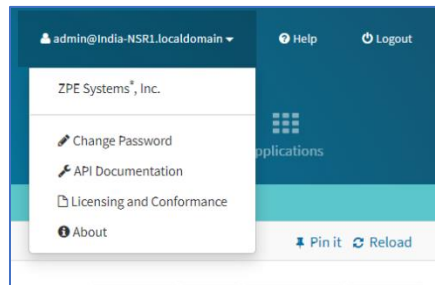 admin@India-NSR1.localdomain Help Logout
ZPE Systems®, Inc.
Change Password
pplications
API Documentation
Licensing and Conformance
About
Pin it Reload